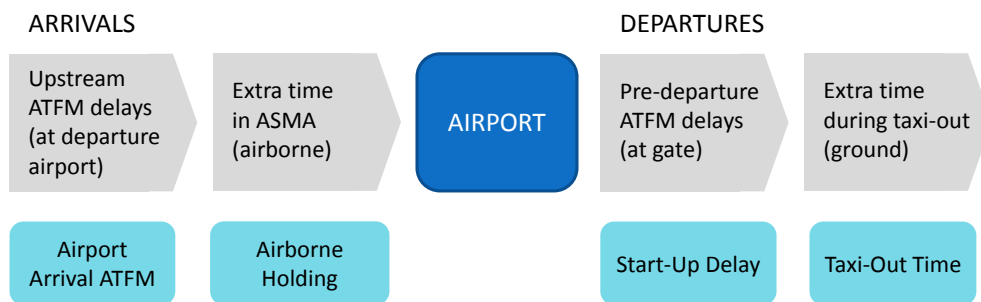 ARRIVALS
DEPARTURES
Upstream
ATFM delays
(at departure
airport)
Extra time
in ASMA
(airborne)
AIRPORT
Pre-departure
ATFM delays
(at gate)
Extra time
during taxi-out
(ground)
Airport
Arrival ATFM
Airborne
Holding
Start-Up Delay
Taxi-Out Time